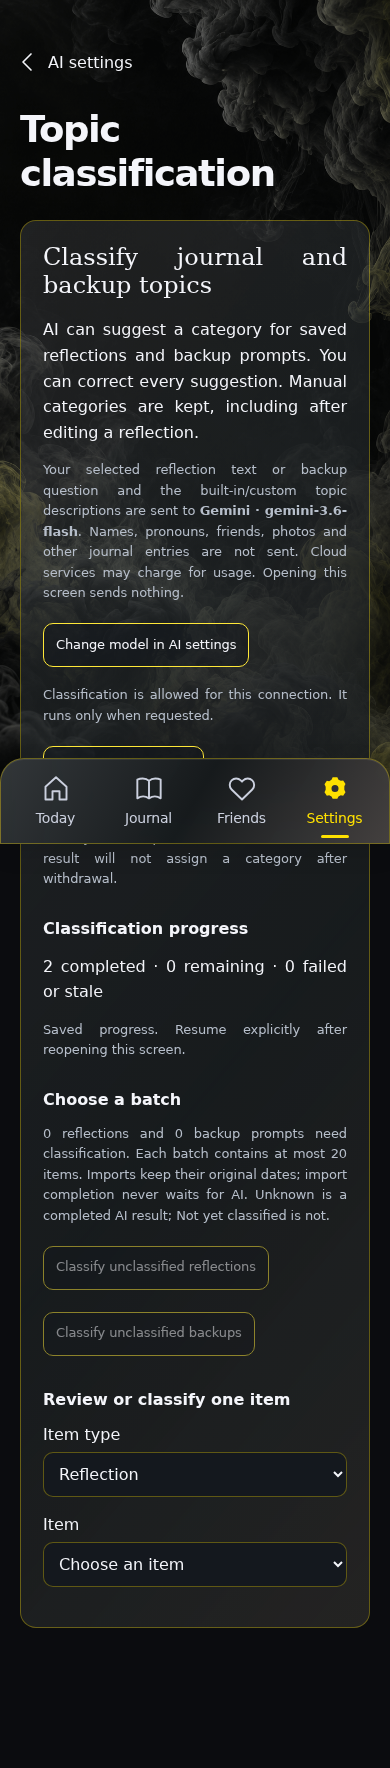 AI settings
Topic
classification
Classify journal and
backup topics
AI can suggest a category for saved
reflections and backup prompts. You
can correct every suggestion. Manual
categories are kept, including after
editing a reflection.
Your selected reflection text or backup
question and the built-in/custom topic
descriptions are sent to Gemini · gemini-3.6-
flash. Names, pronouns, friends, photos and
other journal entries are not sent. Cloud
services may charge for usage. Opening this
screen sends nothing.
Change model in AI settings
Classification is allowed for this connection. It
runs only when requested.
Today Journal Friends Settings
result will not assign a category after
withdrawal.
Classification progress
2 completed · 0 remaining · 0 failed
or stale
Saved progress. Resume explicitly after
reopening this screen.
Choose a batch
0 reflections and 0 backup prompts need
classification. Each batch contains at most 20
items. Imports keep their original dates; import
completion never waits for AI. Unknown is a
completed AI result; Not yet classified is not.
Classify unclassified reflections
Classify unclassified backups
Review or classify one item
Item type
Reflection
Item
Choose an item